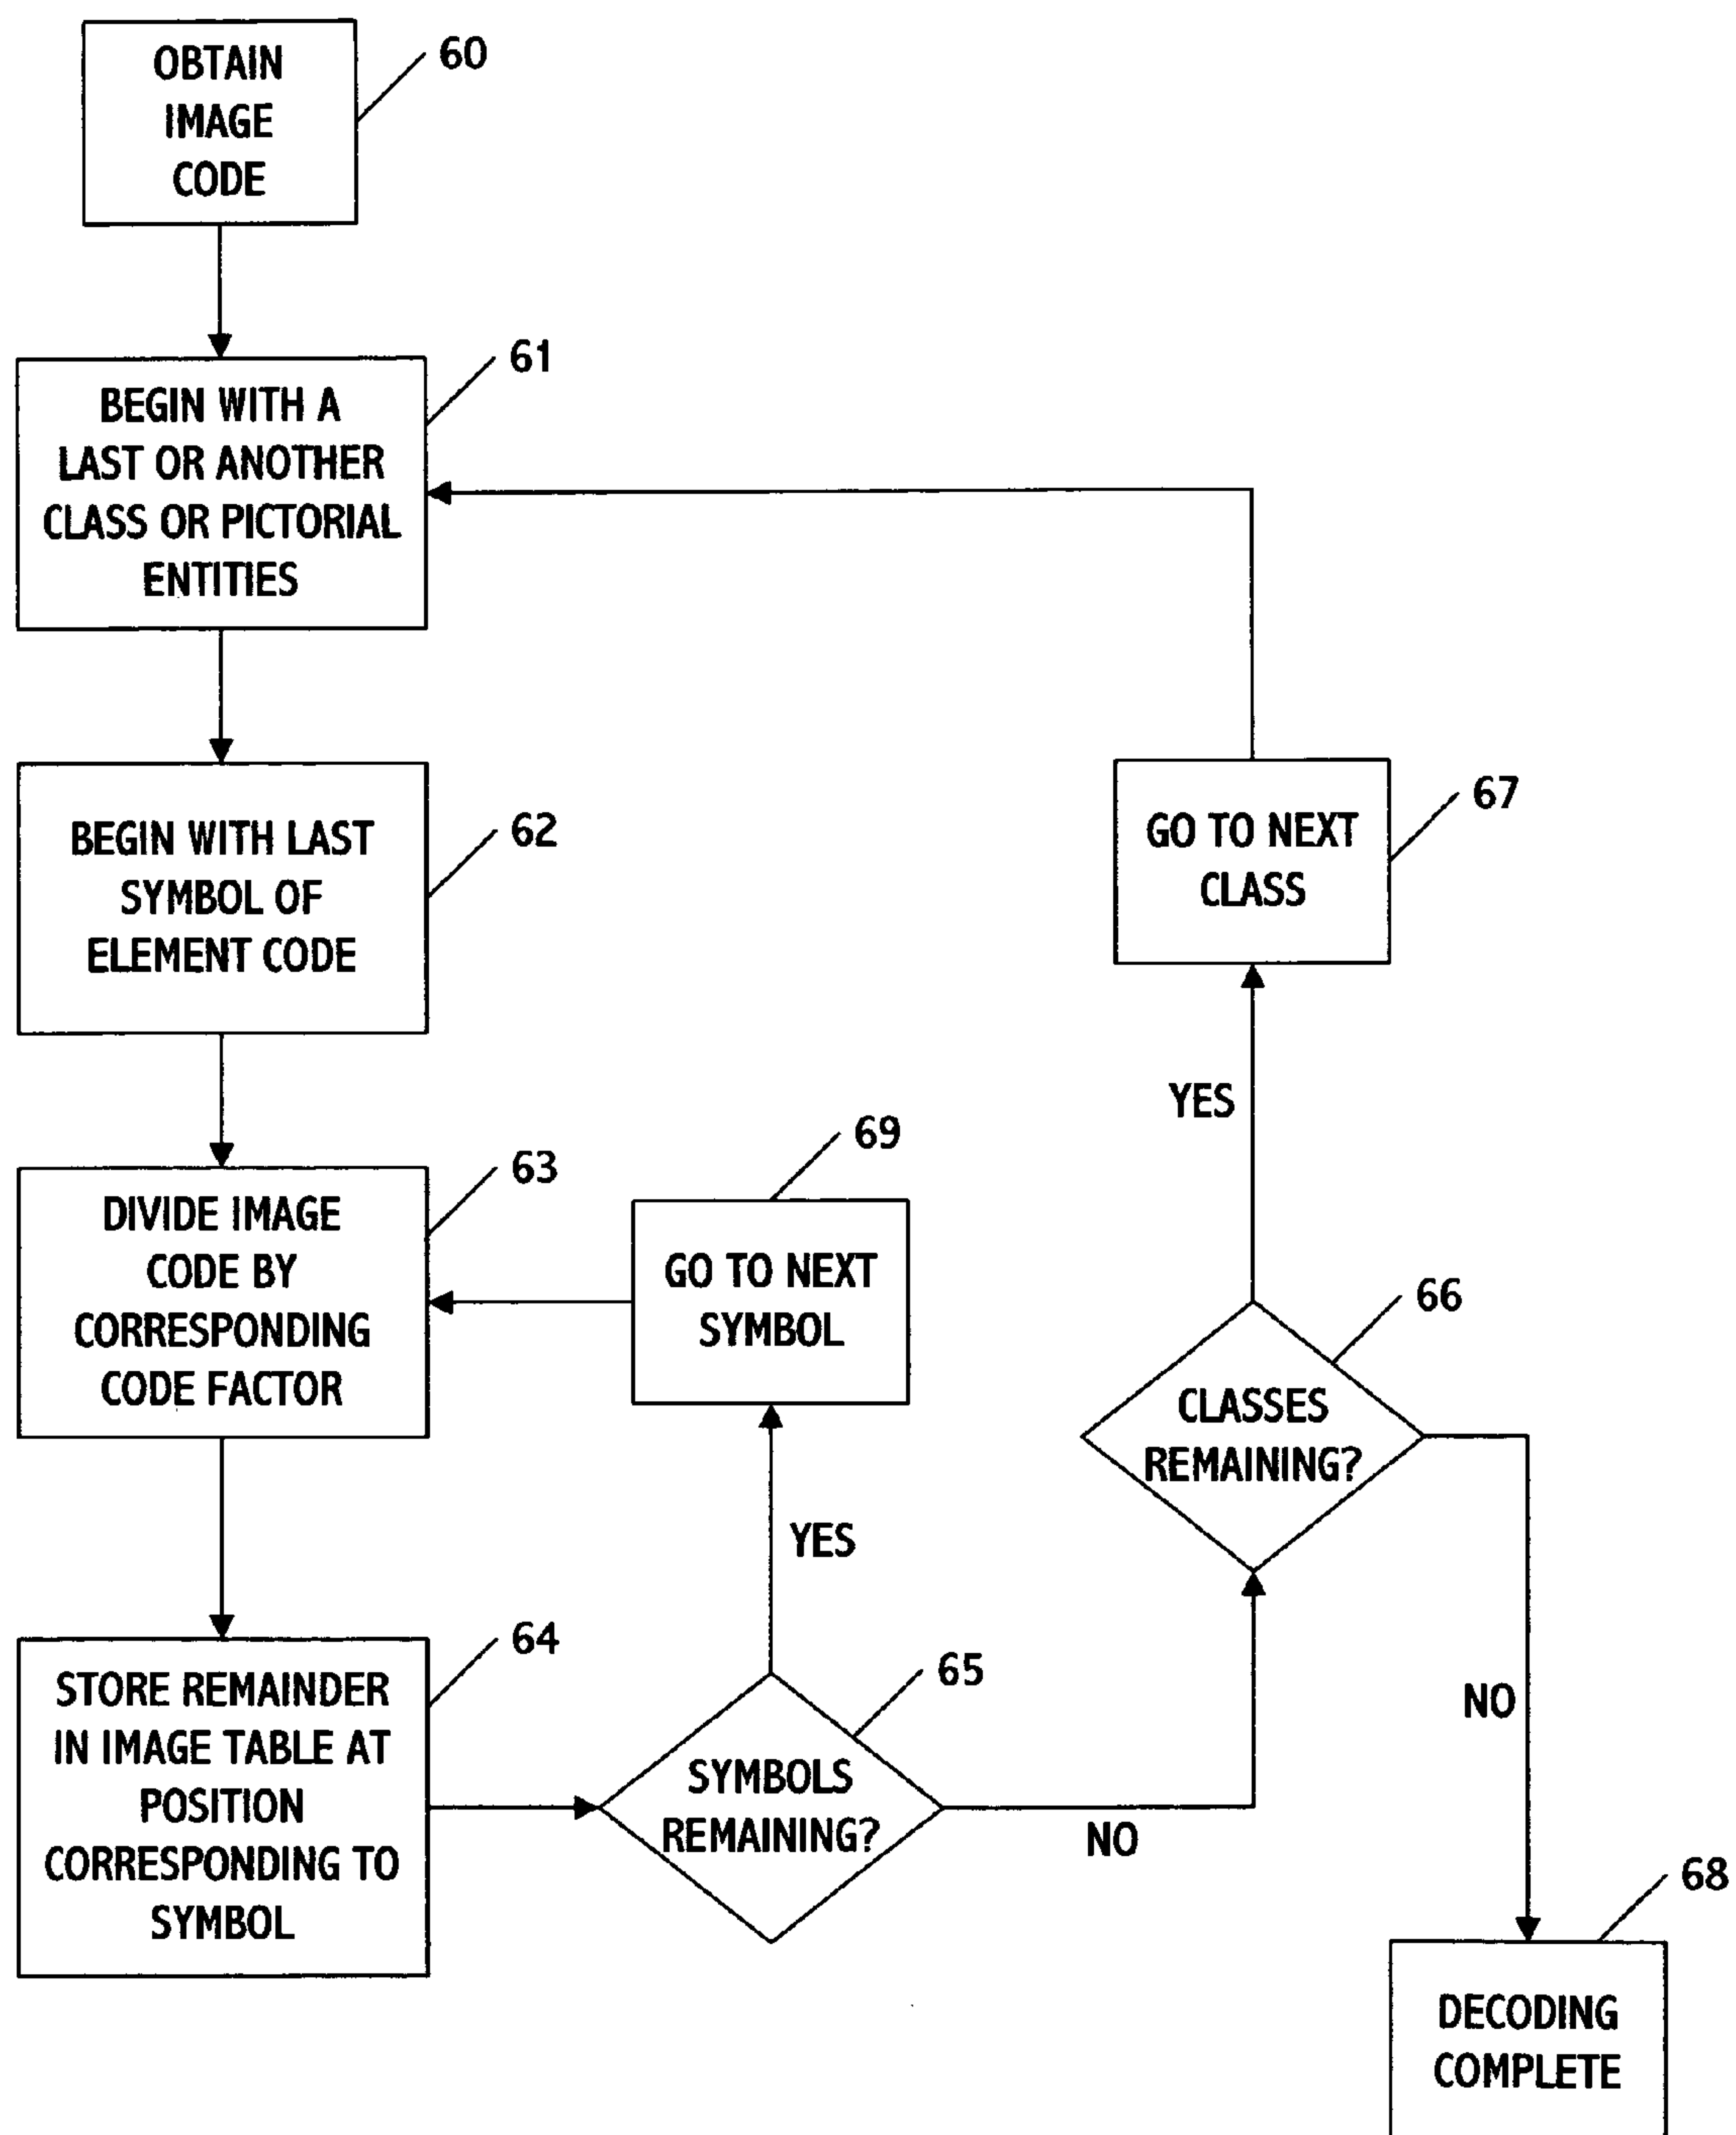 OBTAIN
IMAGE
CODE
60
BEGIN WITH A
LAST OR ANOTHER
CLASS OR PICTORIAL
ENTITIES
61
BEGIN WITH LAST
SYMBOL OF
ELEMENT CODE
62
DIVIDE IMAGE
CODE BY
CORRESPONDING
CODE FACTOR
63
STORE REMAINDER
IN IMAGE TABLE AT
POSITION
CORRESPONDING TO
SYMBOL
64
SYMBOLS
REMAINING?
65
YES
GO TO NEXT
SYMBOL
69
NO
CLASSES
REMAINING?
66
YES
GO TO NEXT
CLASS
67
NO
DECODING
COMPLETE
68